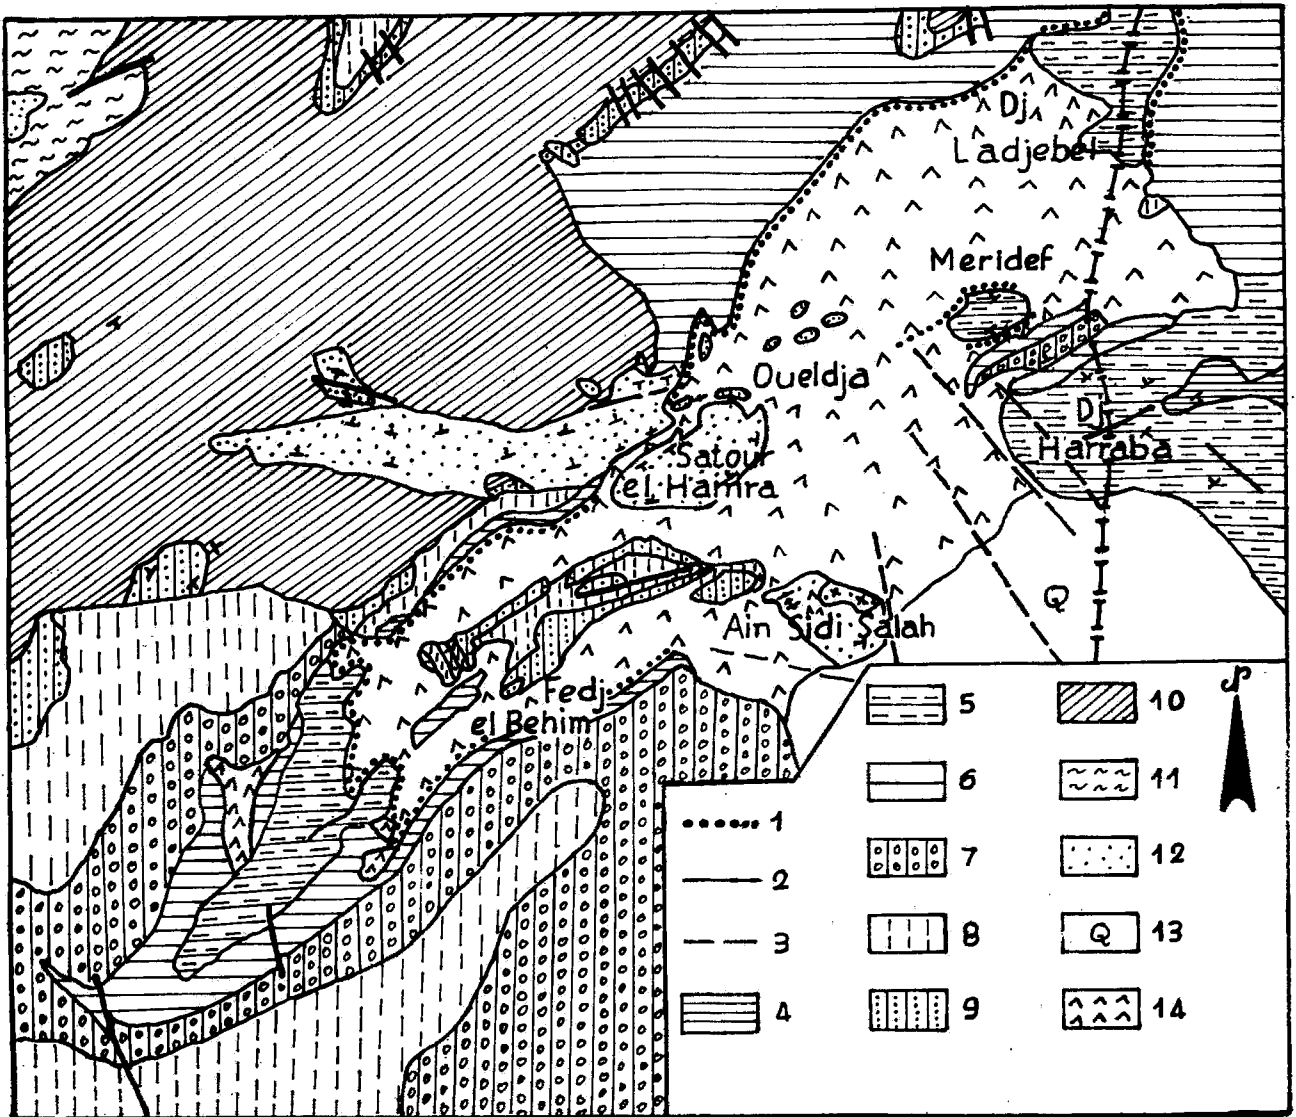 Dj
Ladjebel
Meridef
Oueldja
Dj
Harraba
Satour
el Hamra
Q
Ain Sidi Salah
Fedj
el Behim
5
10
6
11
1
7
12
2
8
Q
13
3
4
9
14